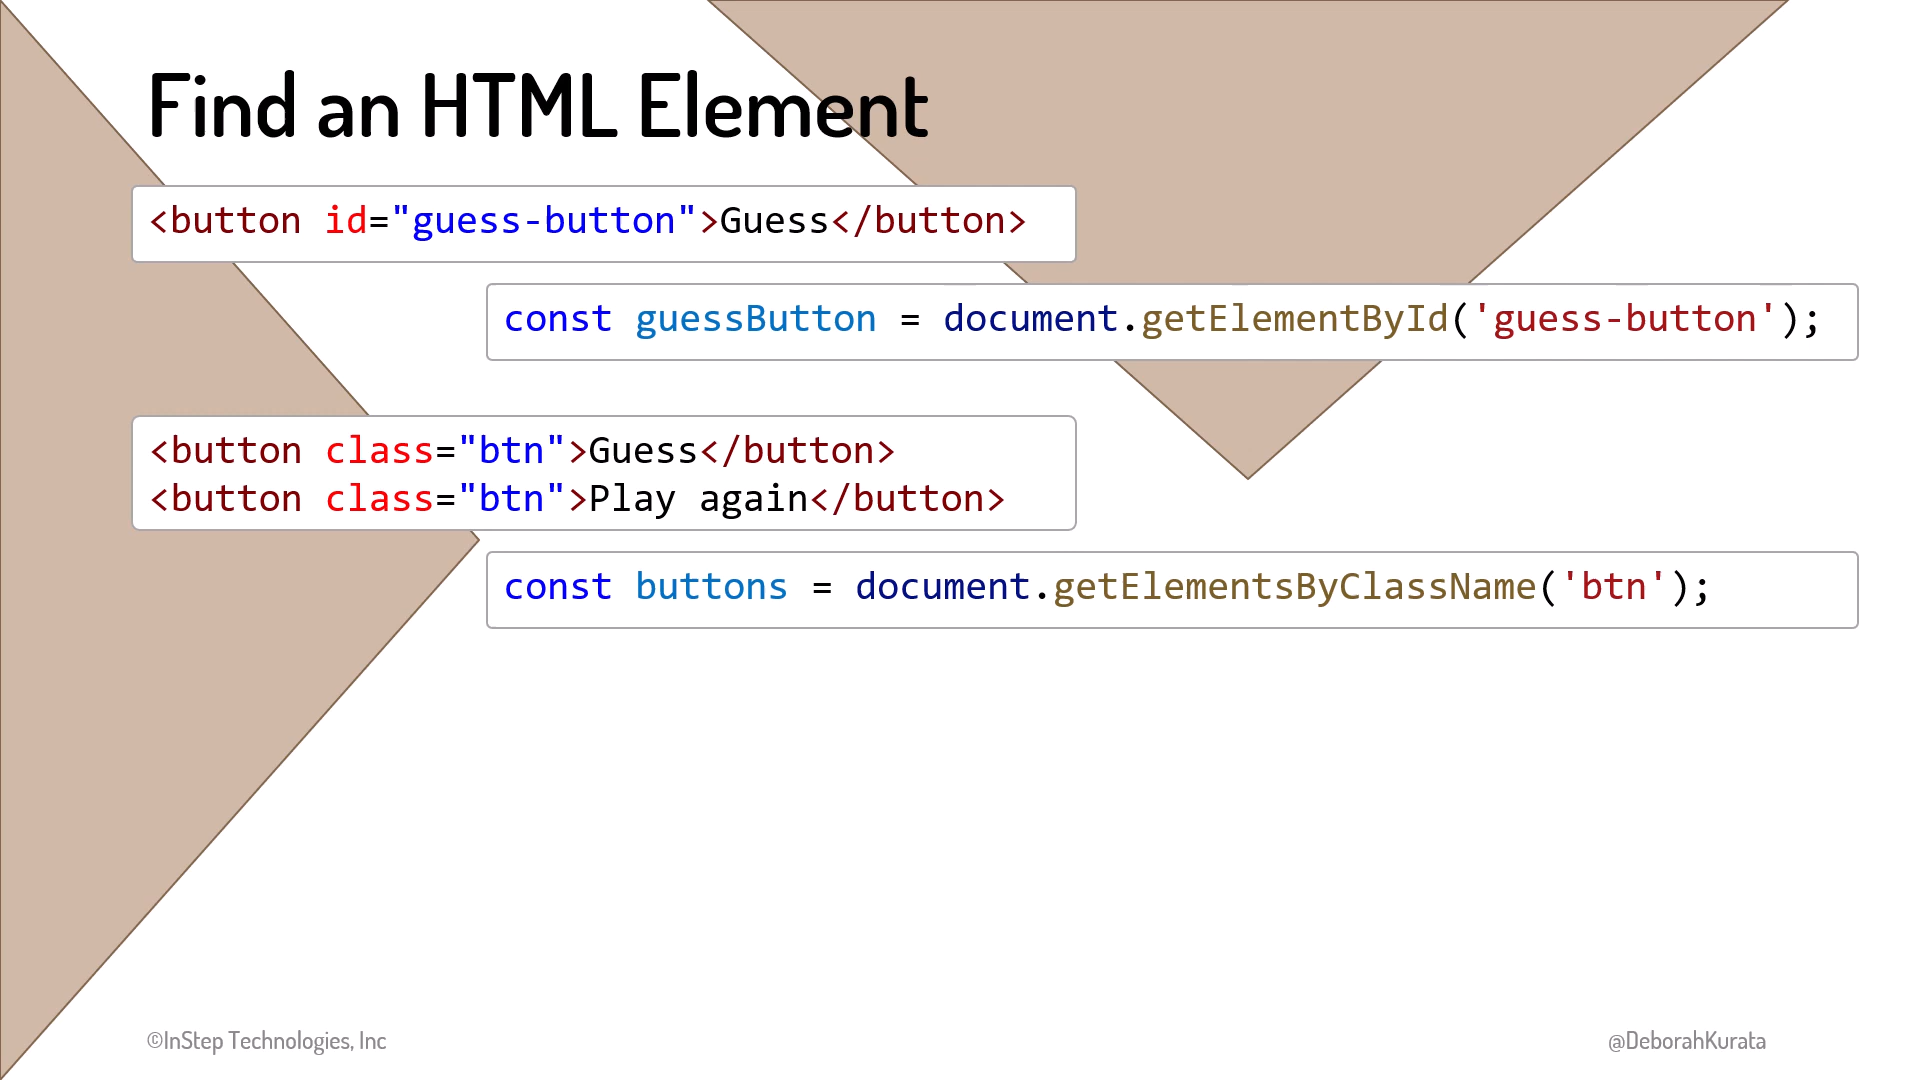 Find an HTML Element
<button id="guess-button">Guess</button>
const guessButton = document.getElementById('guess-button');
<button class="btn">Guess</button>
<button class="btn">Play again</button>
const buttons = document.getElementsByClassName('btn');
©InStep Technologies, Inc
@DeborahKurata